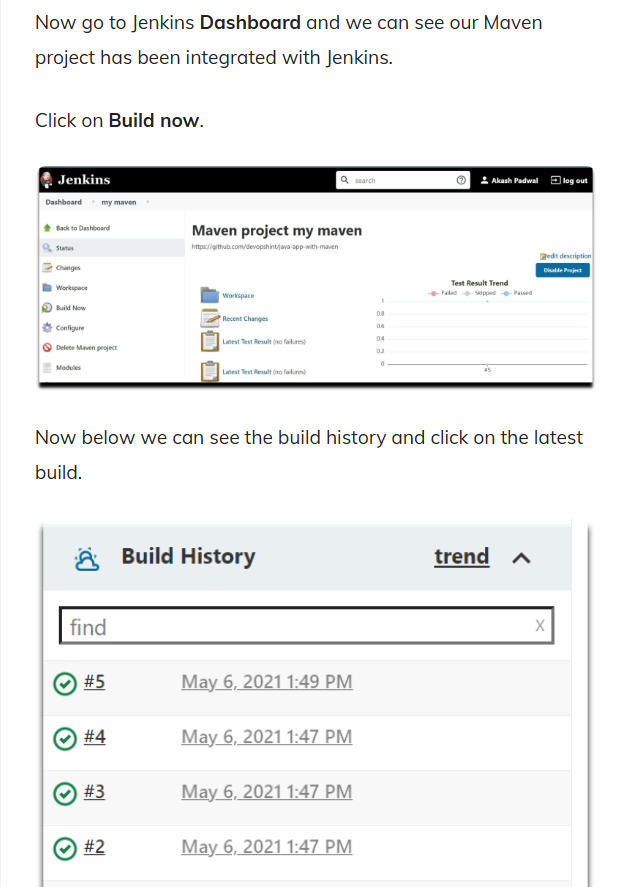 Now go to Jenkins Dashboard and we can see our Maven
project has been integrated with Jenkins.
Click on Build now.
Jenkins
search
Akash Padwal
log out
Dashboard
my maven
Back to Dashboard
Status
Changes
Workspace
Build Now
Configure
Delete Maven project
Modules
Maven project my maven
https://github.com/devopshint/java-app-with-maven
edit description
Disable Project
Workspace
Recent Changes
Latest Test Result (no failures)
Latest Test Result (no failures)
Test Result Trend
Failed Skipped Passed
1
0.8
0.6
0.4
0.2
0
#5
Now below we can see the build history and click on the latest
build.
Build History trend
find X
#5 May 6, 2021 1:49 PM
#4 May 6, 2021 1:47 PM
#3 May 6, 2021 1:47 PM
#2 May 6, 2021 1:47 PM